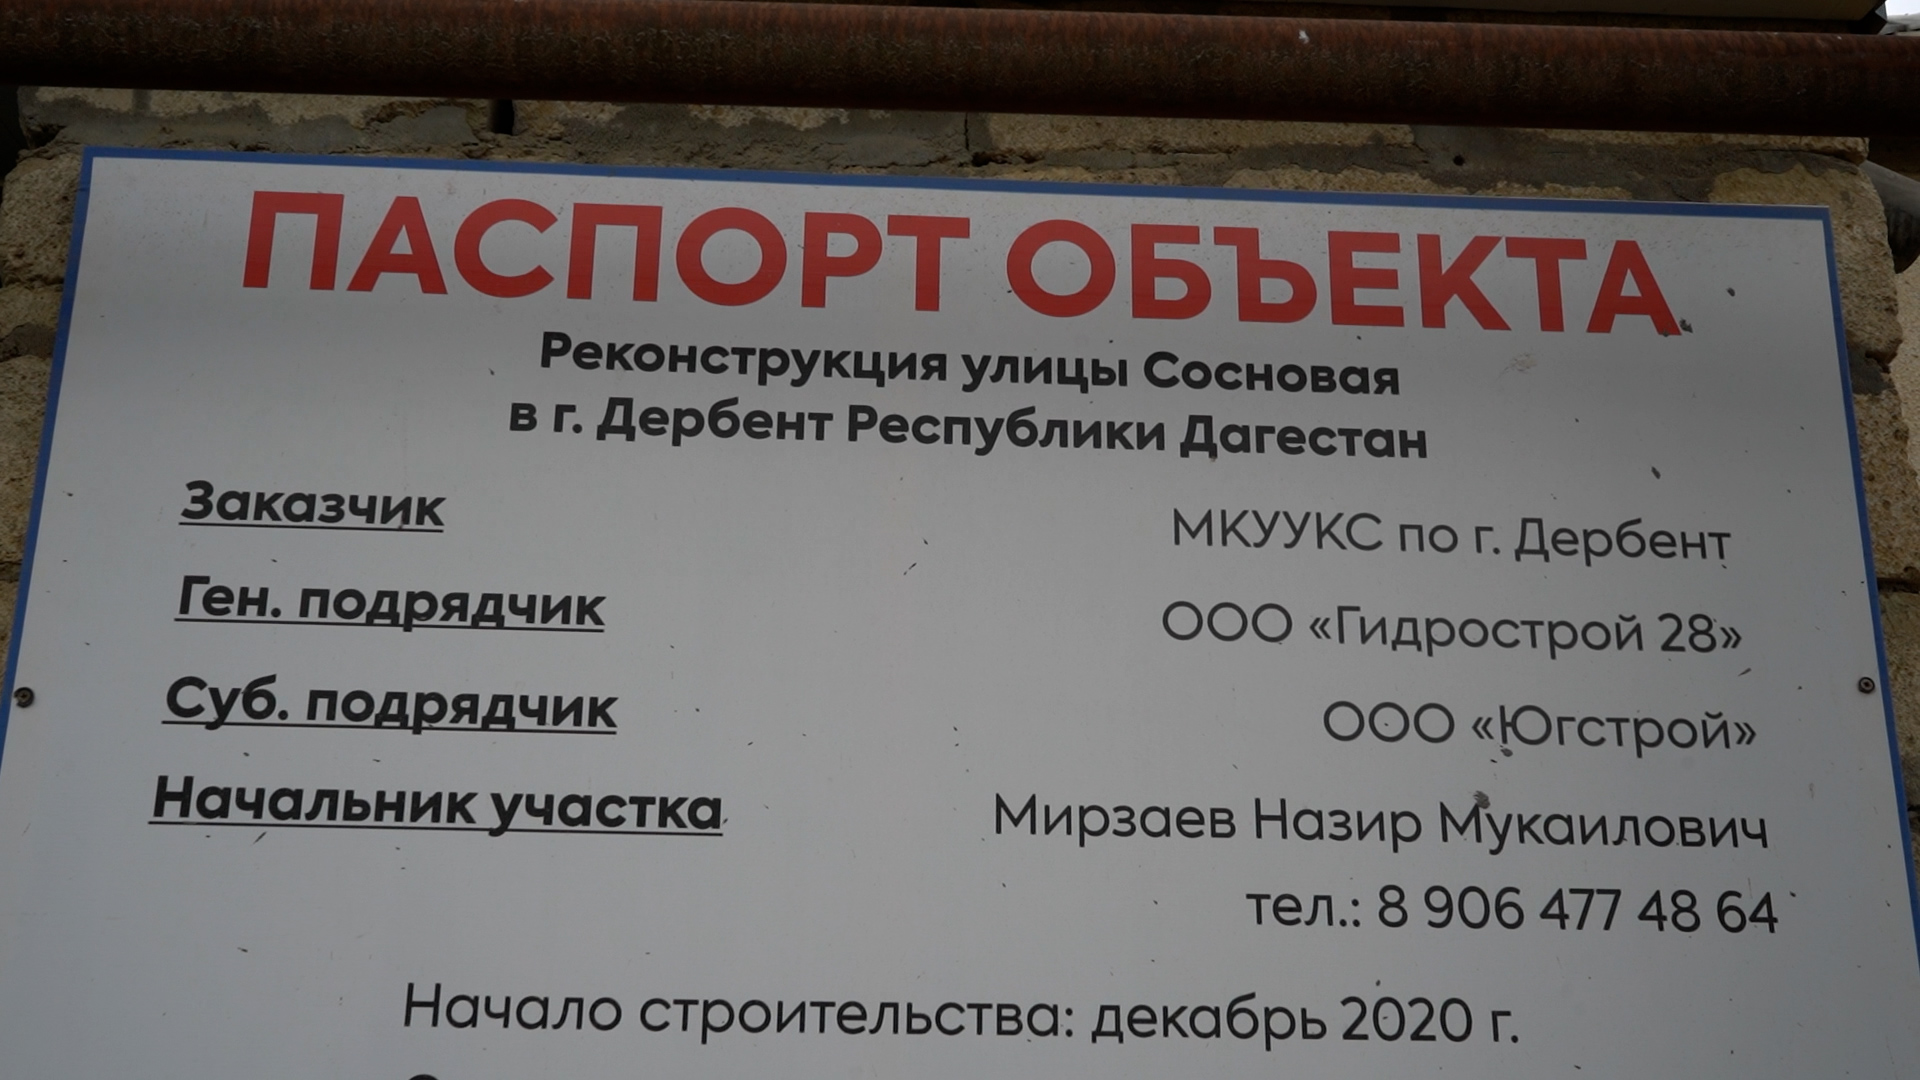 ПАСПОРТ ОБЪЕКТА
Реконструкция улицы Сосновая
в г. Дербент Республики Дагестан
Заказчик МКУУКС по г. Дербент
Ген. подрядчик ООО «Гидрострой 28»
Суб. подрядчик ООО «Югстрой»
Начальник участка Мирзаев Назир Мукаилович
тел.: 8 906 477 48 64
Начало строительства: декабрь 2020 г.